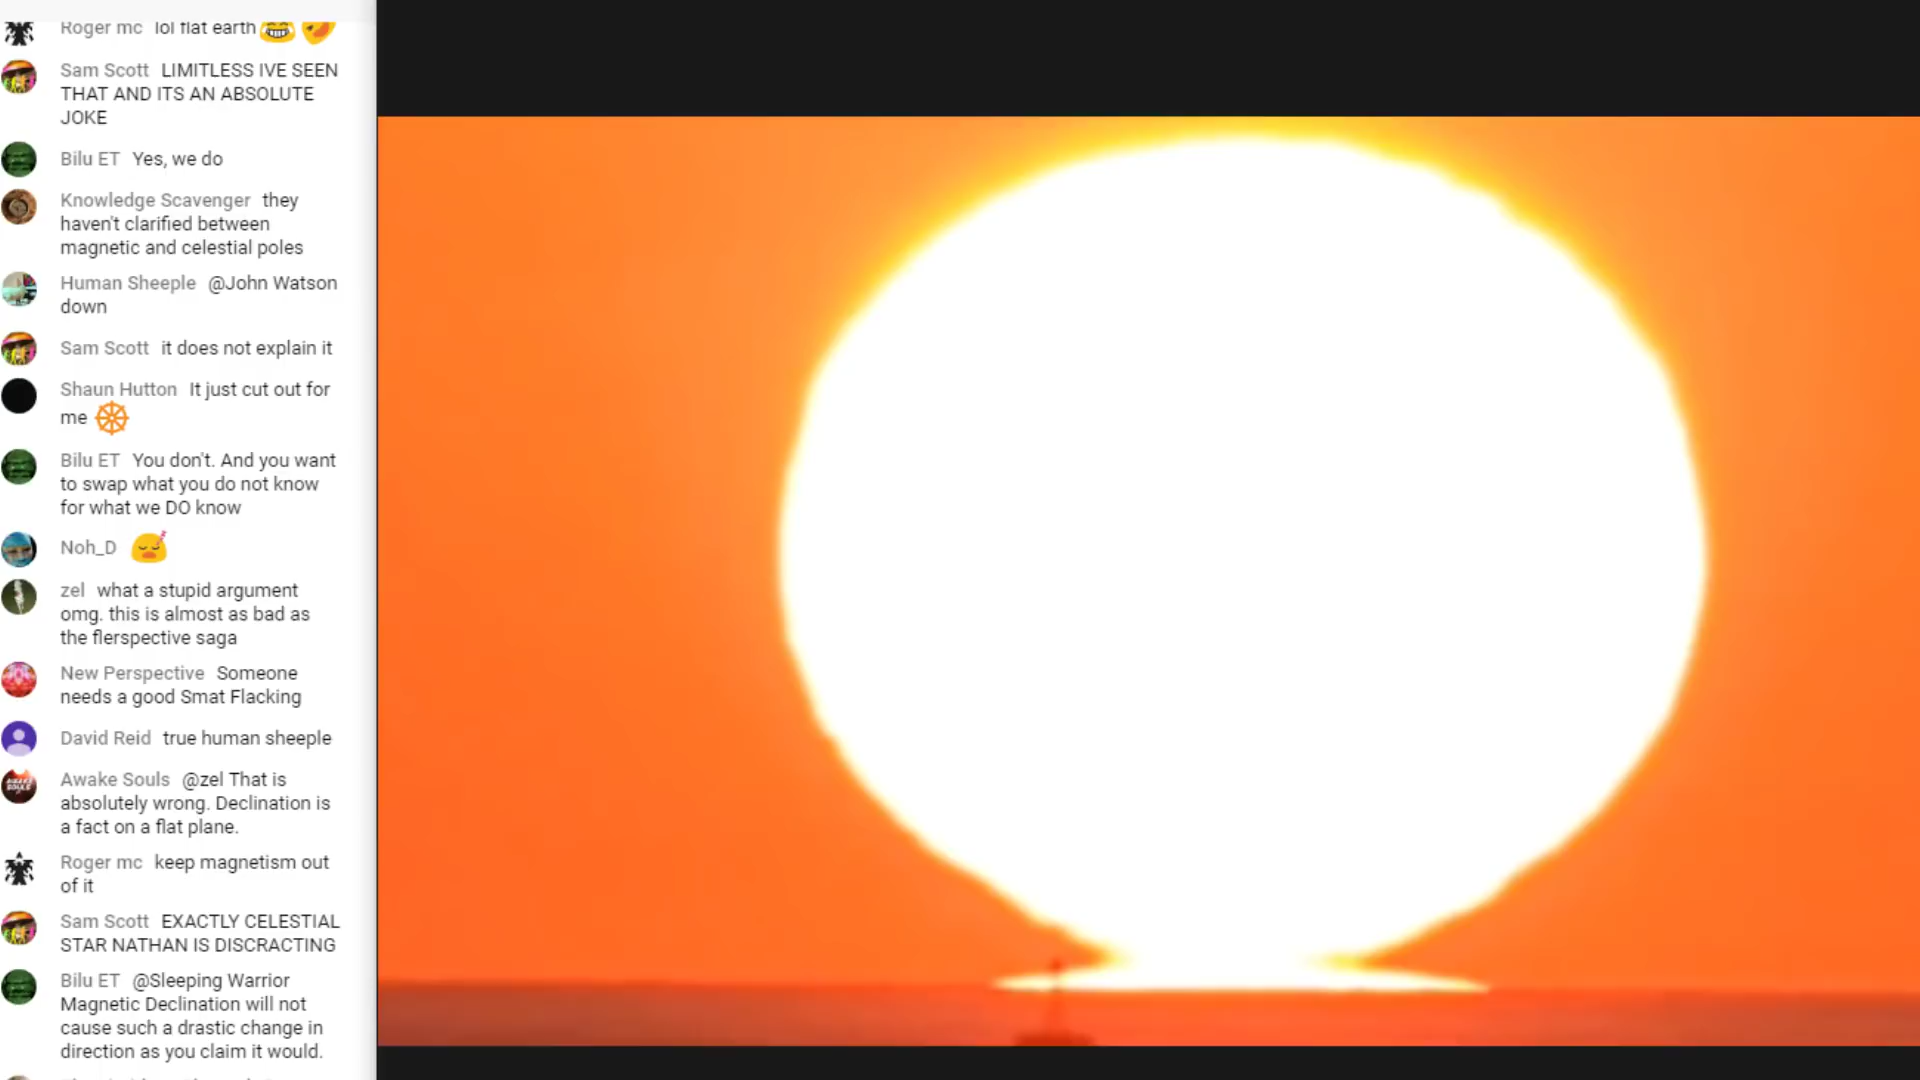 Roger mc lol flat earth
Sam Scott LIMITLESS IVE SEEN
THAT AND ITS AN ABSOLUTE
JOKE
Bilu ET Yes, we do
Knowledge Scavenger they
haven't clarified between
magnetic and celestial poles
Human Sheeple @John Watson
down
Sam Scott it does not explain it
Shaun Hutton It just cut out for
me
Bilu ET You don't. And you want
to swap what you do not know
for what we DO know
Noh_D
zel what a stupid argument
omg. this is almost as bad as
the flerspective saga
New Perspective Someone
needs a good Smat Flacking
David Reid true human sheeple
Awake Souls @zel That is
absolutely wrong. Declination is
a fact on a flat plane.
Roger mc keep magnetism out
of it
Sam Scott EXACTLY CELESTIAL
STAR NATHAN IS DISCRACTING
Bilu ET @Sleeping Warrior
Magnetic Declination will not
cause such a drastic change in
direction as you claim it would.